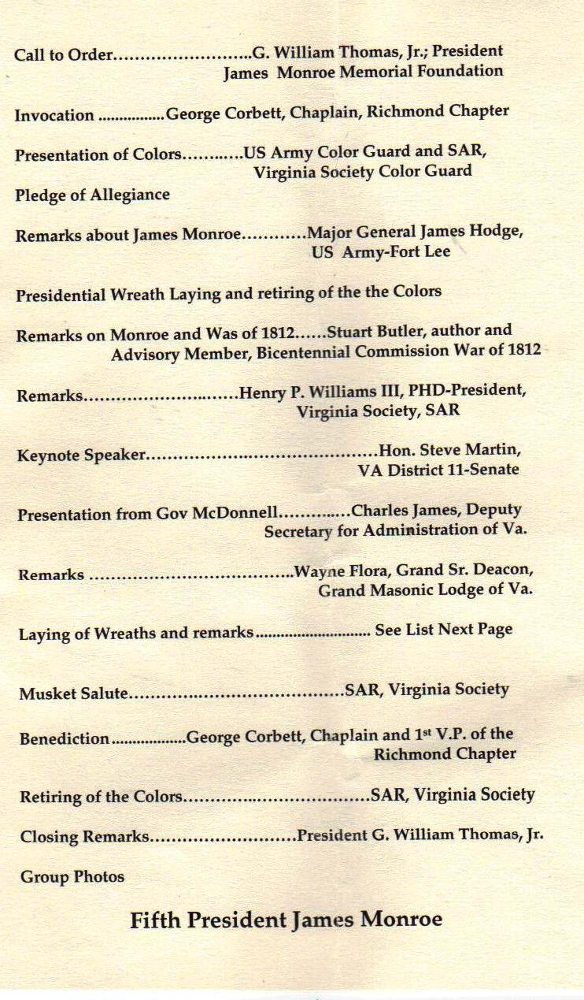 Call to Order……………………..G. William Thomas, Jr.; President
James Monroe Memorial Foundation
Invocation ................George Corbett, Chaplain, Richmond Chapter
Presentation of Colors…….....….US Army Color Guard and SAR,
Virginia Society Color Guard
Pledge of Allegiance
Remarks about James Monroe…………Major General James Hodge,
US Army-Fort Lee
Presidential Wreath Laying and retiring of the the Colors
Remarks on Monroe and Was of 1812……Stuart Butler, author and
Advisory Member, Bicentennial Commission War of 1812
Remarks…………………..……Henry P. Williams III, PHD-President,
Virginia Society, SAR
Keynote Speaker………………..……………………Hon. Steve Martin,
VA District 11-Senate
Presentation from Gov McDonnell………..…Charles James, Deputy
Secretary for Administration of Va.
Remarks ………………………………..Wayne Flora, Grand Sr. Deacon,
Grand Masonic Lodge of Va.
Laying of Wreaths and remarks............................. See List Next Page
Musket Salute…………..………………………SAR, Virginia Society
Benediction..................George Corbett, Chaplain and 1st V.P. of the
Richmond Chapter
Retiring of the Colors…………..…………………SAR, Virginia Society
Closing Remarks………………………President G. William Thomas, Jr.
Group Photos
Fifth President James Monroe